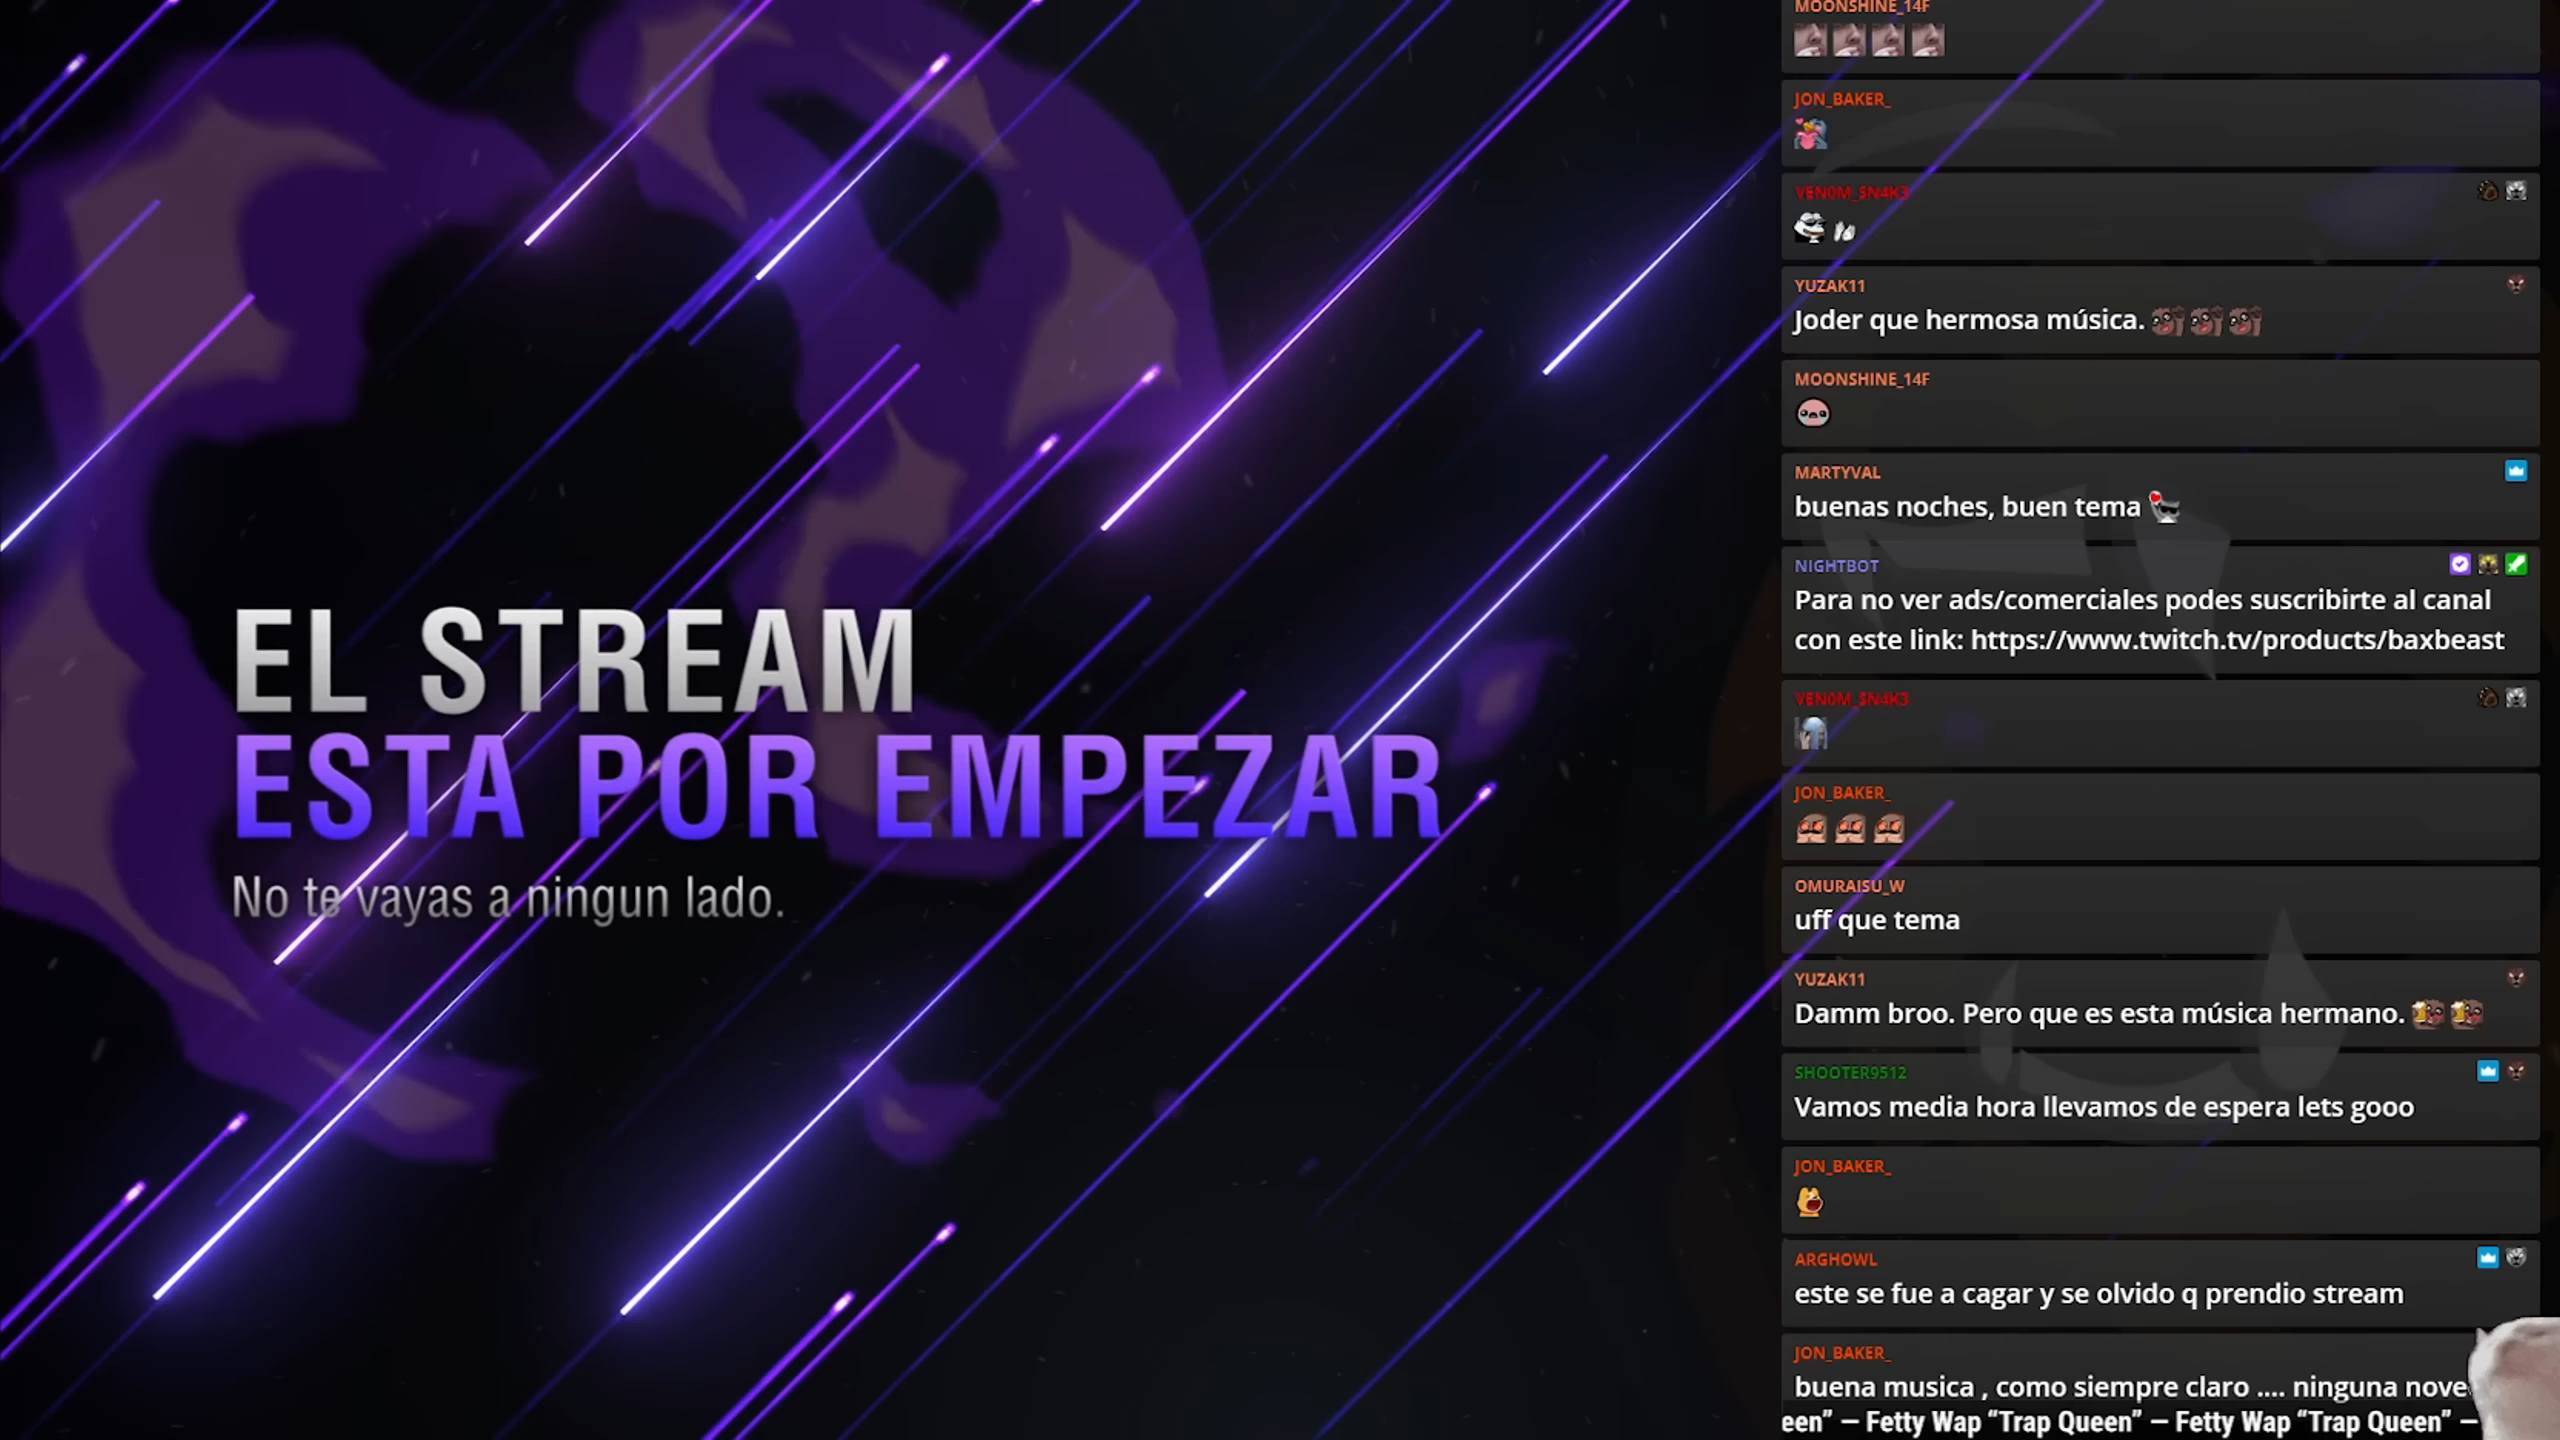 EL STREAM
ESTA POR EMPEZAR
No te vayas a ningun lado.
MOONSHINE_14F
JON_BAKER_
VEN0M_SN4K3
YUZAK11
Joder que hermosa música.
MOONSHINE_14F
MARTYVAL
buenas noches, buen tema
NIGHTBOT
Para no ver ads/comerciales podes suscribirte al canal
con este link: https://www.twitch.tv/products/baxbeast
VEN0M_SN4K3
JON_BAKER_
OMURAISU_W
uff que tema
YUZAK11
Damm broo. Pero que es esta música hermano.
SHOOTER9512
Vamos media hora llevamos de espera lets gooo
JON_BAKER_
ARGHOWL
este se fue a cagar y se olvido q prendio stream
JON_BAKER_
buena musica , como siempre claro .... ninguna nove
een” — Fetty Wap “Trap Queen” — Fetty Wap “Trap Queen” —